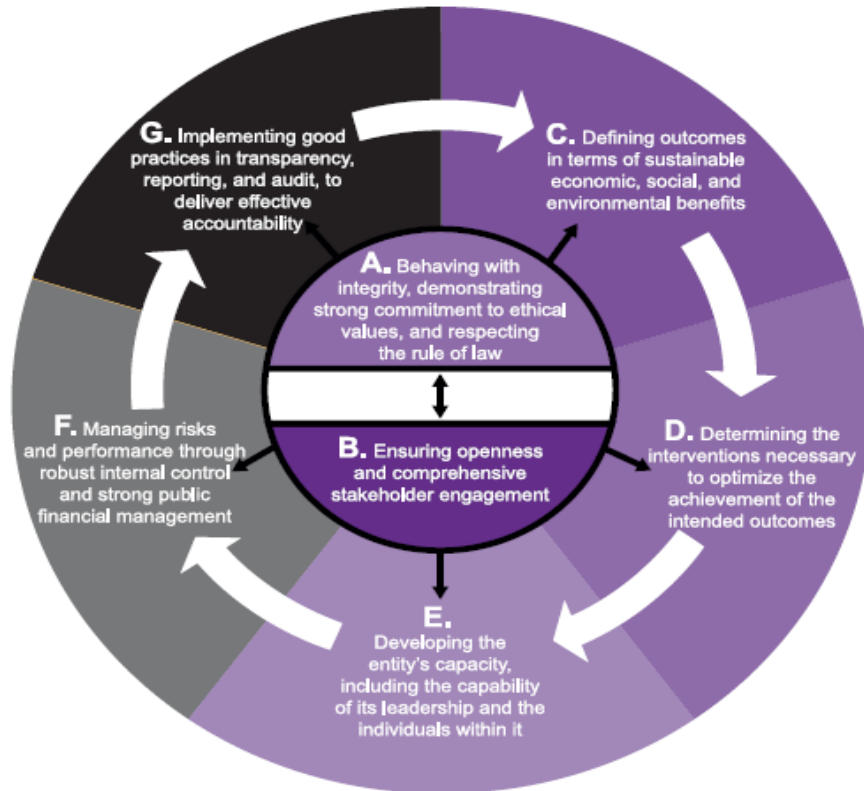 G. Implementing good
practices in transparency,
reporting, and audit, to
deliver effective
accountability
C. Defining outcomes
in terms of sustainable
economic, social, and
environmental benefits
A. Behaving with
integrity, demonstrating
strong commitment to ethical
values, and respecting
the rule of law
B. Ensuring openness
and comprehensive
stakeholder engagement
D. Determining the
interventions necessary
to optimize the
achievement of the
intended outcomes
E.
Developing the
entity's capacity,
including the capability
of its leadership and the
individuals within it
F. Managing risks
and performance through
robust internal control
and strong public
financial management